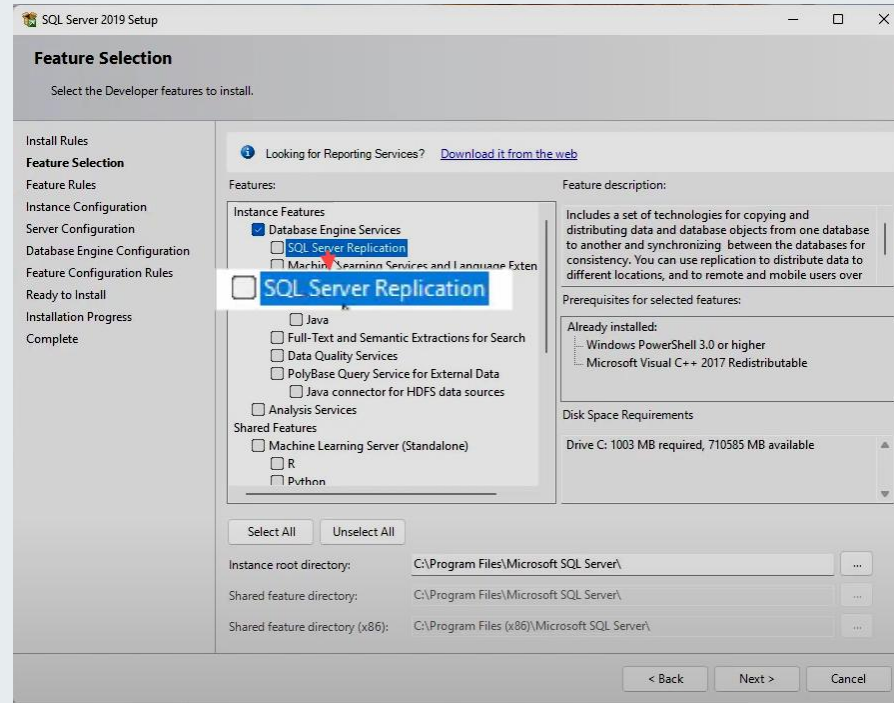 SQL Server 2019 Setup
Feature Selection
Select the Developer features to install.
Install Rules
Feature Selection
Feature Rules
Instance Configuration
Server Configuration
Database Engine Configuration
Feature Configuration Rules
Ready to Install
Installation Progress
Complete
Looking for Reporting Services? Download it from the web
Features:
Instance Features
Database Engine Services
SQL Server Replication
Machine Learning Services and Language Exten
SQL Server Replication
Java
Full-Text and Semantic Extractions for Search
Data Quality Services
PolyBase Query Service for External Data
Java connector for HDFS data sources
Analysis Services
Shared Features
Machine Learning Server (Standalone)
R
Python
Feature description:
Includes a set of technologies for copying and
distributing data and database objects from one database
to another and synchronizing between the databases for
consistency. You can use replication to distribute data to
different locations, and to remote and mobile users over
Prerequisites for selected features:
Already installed:
Windows PowerShell 3.0 or higher
Microsoft Visual C++ 2017 Redistributable
Disk Space Requirements
Drive C: 1003 MB required, 710585 MB available
Select All
Unselect All
Instance root directory: C:\Program Files\Microsoft SQL Server\
...
Shared feature directory: C:\Program Files\Microsoft SQL Server\
...
Shared feature directory (x86): C:\Program Files (x86)\Microsoft SQL Server\
...
< Back
Next >
Cancel